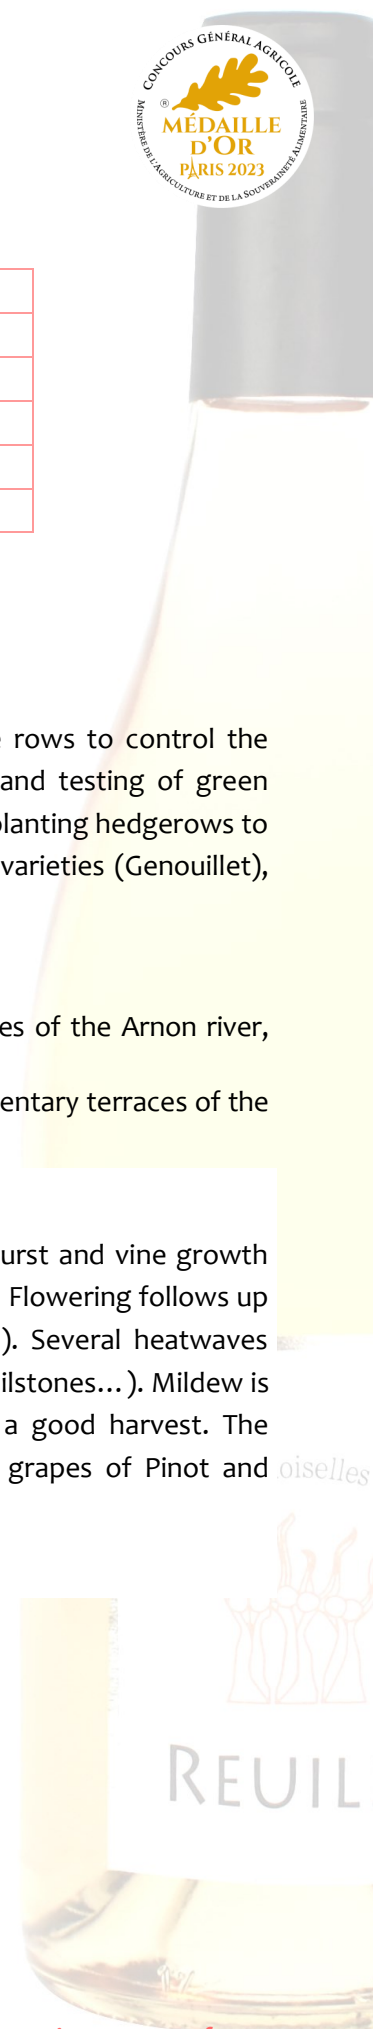 CONCOURS GÉNÉRAL AGRICOLE
®
MÉDAILLE
D'OR
PARIS 2023
MINISTÈRE DE L'AGRICULTURE ET DE LA SOUVERAINETÉ ALIMENTAIRE
rows to control the
and testing of green
planting hedgerows to
varieties (Genouillet),
es of the Arnon river,
entary terraces of the
urst and vine growth
Flowering follows up
). Several heatwaves
ilstones…). Mildew is
a good harvest. The
grapes of Pinot and
oiselles
REUIL